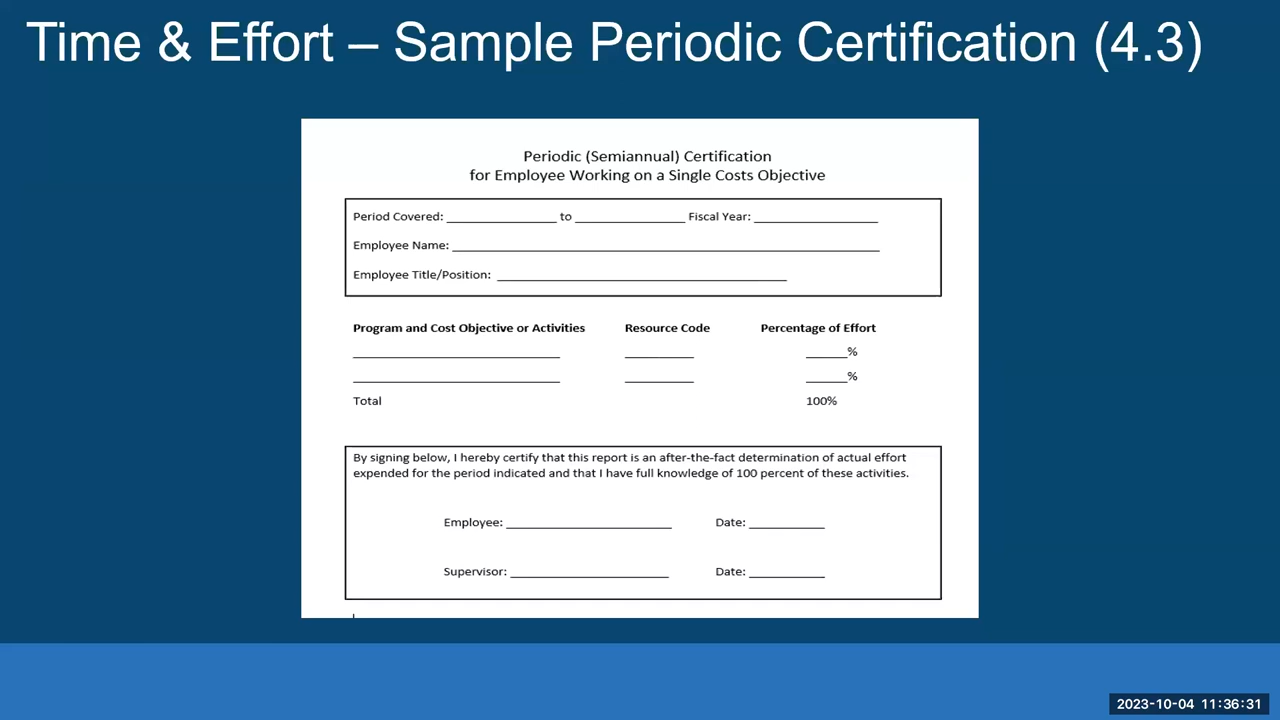 Time & Effort – Sample Periodic Certification (4.3)
Periodic (Semiannual) Certification
for Employee Working on a Single Costs Objective
Period Covered: ________________ to ________________ Fiscal Year: __________________
Employee Name: ______________________________________________________________
Employee Title/Position: __________________________________________
Program and Cost Objective or Activities Resource Code Percentage of Effort
______________________________ __________ ______%
______________________________ __________ ______%
Total 100%
By signing below, I hereby certify that this report is an after-the-fact determination of actual effort
expended for the period indicated and that I have full knowledge of 100 percent of these activities.
Employee: ________________________ Date: ___________
Supervisor: _______________________ Date: ___________
2023-10-04 11:36:31